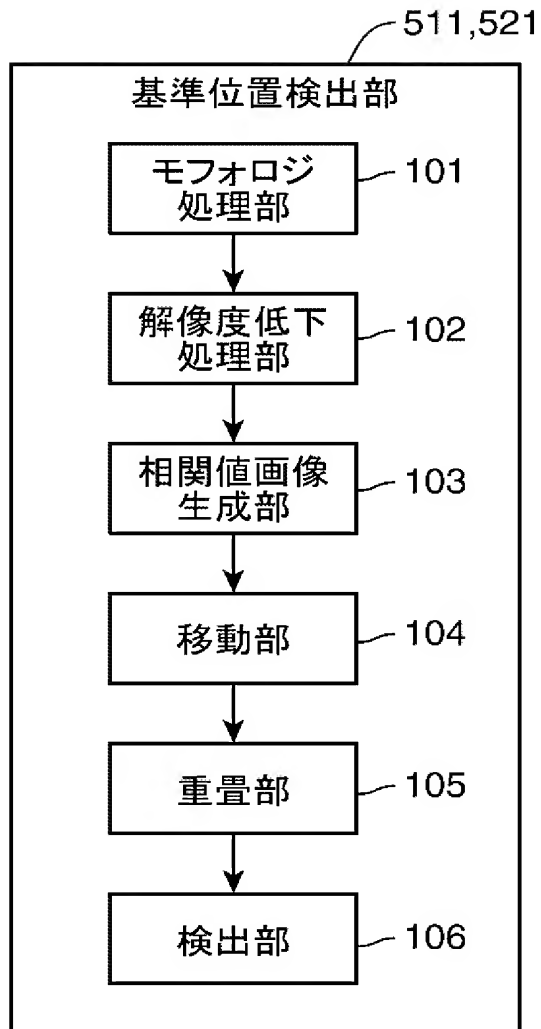 511,521
基準位置検出部
モフォロジ
処理部
101
解像度低下
処理部
102
相関値画像
生成部
103
移動部
104
重畳部
105
検出部
106